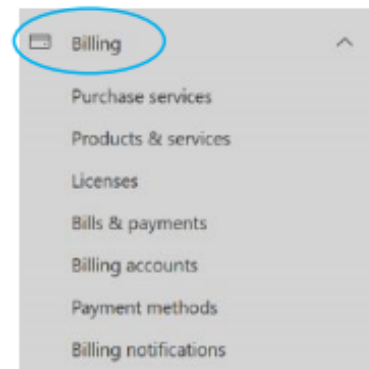 Billing
Purchase services
Products & services
Licenses
Bills & payments
Billing accounts
Payment methods
Billing notifications